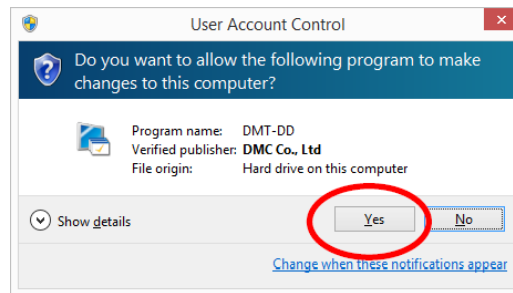 User Account Control
Do you want to allow the following program to make
changes to this computer?
Program name: DMT-DD
Verified publisher: DMC Co., Ltd
File origin: Hard drive on this computer
Show details
Yes
No
Change when these notifications appear